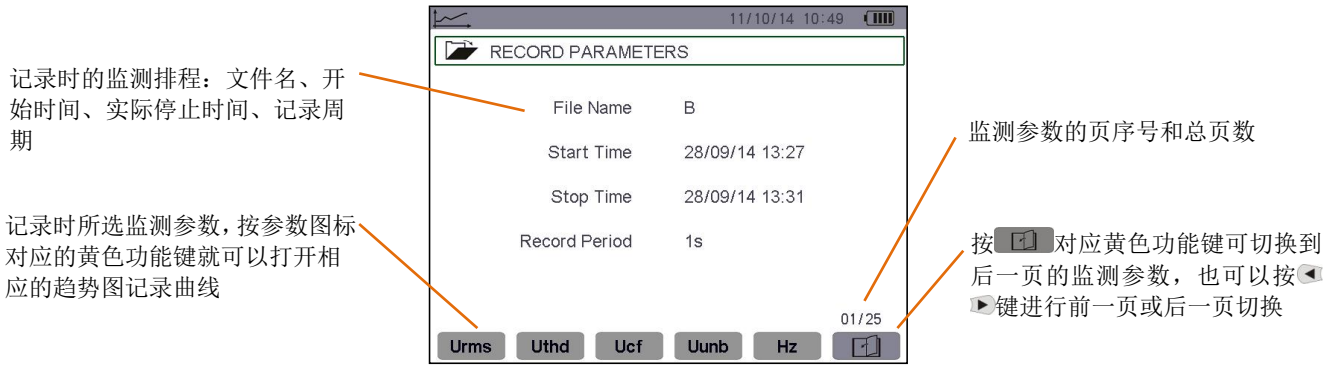 记录时的监测排程：文件名、开
始时间、实际停止时间、记录周
期
记录时所选监测参数，按参数图标
对应的黄色功能键就可以打开相
应的趋势图记录曲线
11/10/14 10:49
RECORD PARAMETERS
File Name B
Start Time 28/09/14 13:27
Stop Time 28/09/14 13:31
Record Period 1s
01/25
Urms Uthd Ucf Uunb Hz
监测参数的页序号和总页数
按 对应黄色功能键可切换到
后一页的监测参数，也可以按
键进行前一页或后一页切换